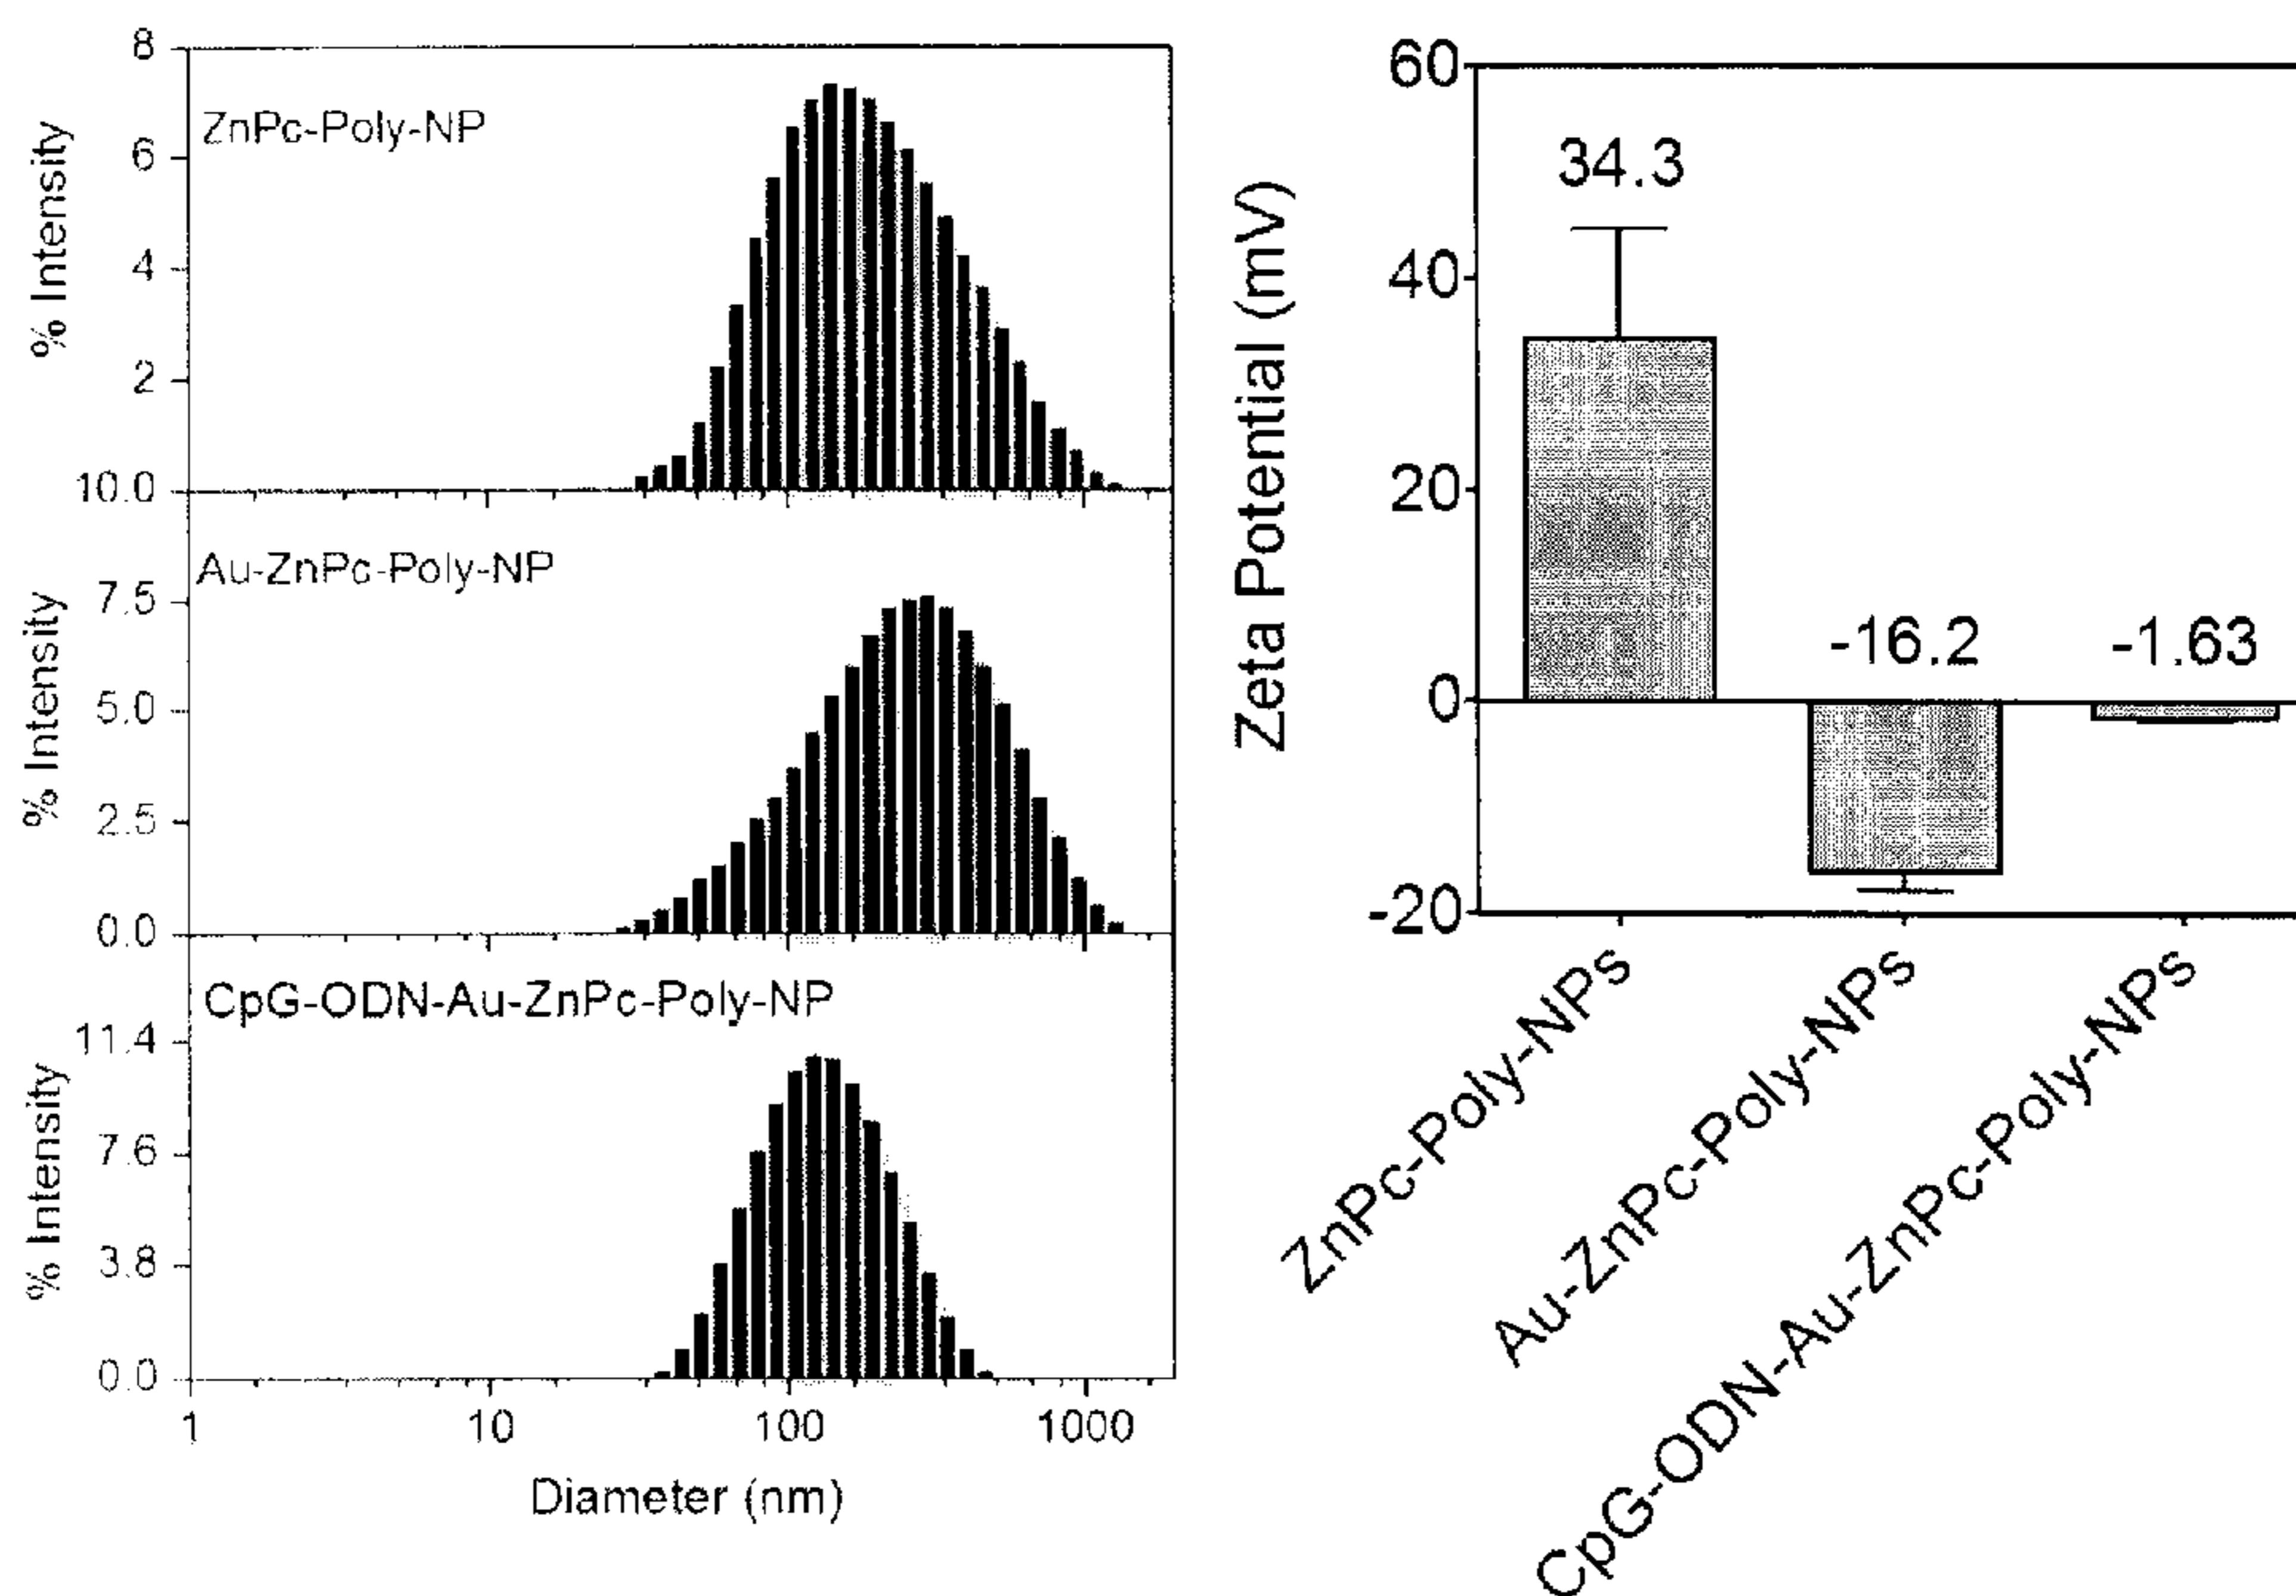 8
ZnPc-Poly-NP
6
4
2
% Intensity
10.0
Au-ZnPc-Poly-NP
7.5
5.0
2.5
0.0
% Intensity
CpG-ODN-Au-ZnPc-Poly-NP
11.4
7.6
3.8
0.0
% Intensity
1 10 100 1000
Diameter (nm)
60
40
20
0
-20
Zeta Potential (mV)
34.3
-16.2
-1.63
ZnPc-Poly-NPs
Au-ZnPc-Poly-NPs
CpG-ODN-Au-ZnPc-Poly-NPs